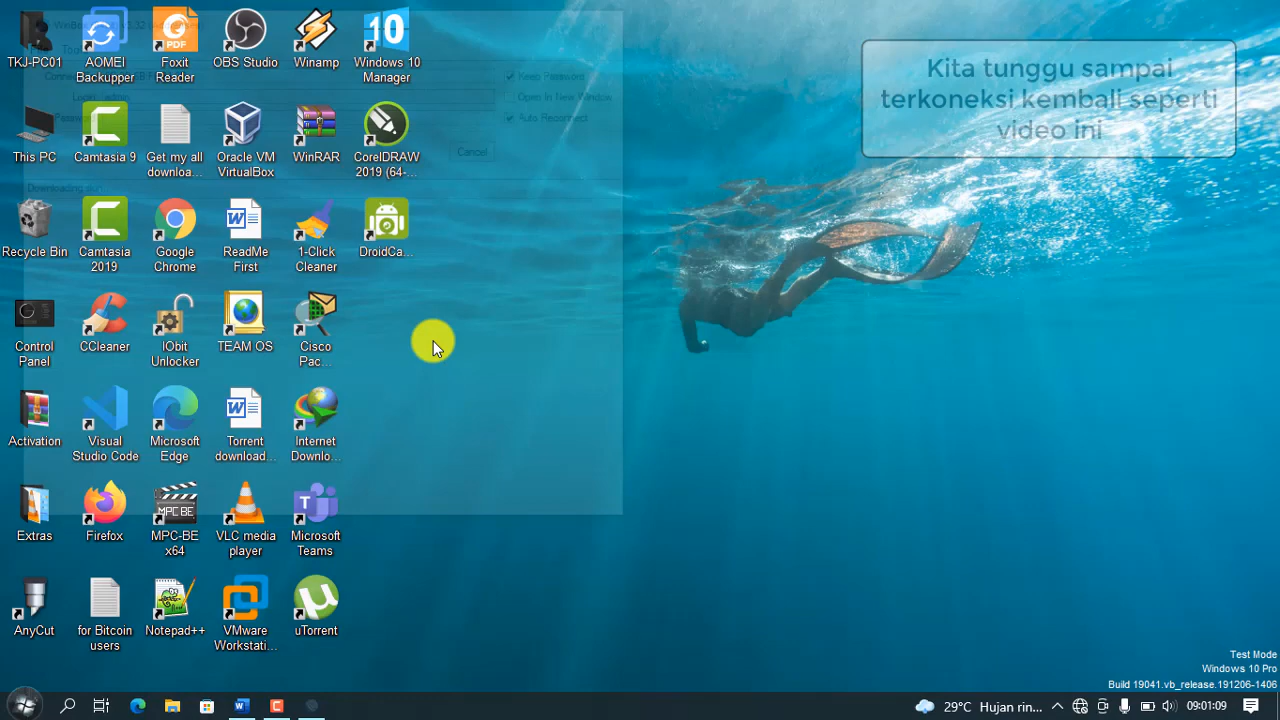 TKJ-PC01
AOMEI
Backupper
Foxit
Reader
OBS Studio
Winamp
Windows 10
Manager
This PC
Camtasia 9
Get my all
downloa...
Oracle VM
VirtualBox
WinRAR
CorelDRAW
2019 (64-...
Recycle Bin
Camtasia
2019
Google
Chrome
ReadMe
First
1-Click
Cleaner
DroidCa...
Control
Panel
CCleaner
IObit
Unlocker
TEAM OS
Cisco
Pac...
Activation
Visual
Studio Code
Microsoft
Edge
Torrent
download...
Internet
Downlo...
Extras
Firefox
MPC-BE
x64
VLC media
player
Microsoft
Teams
AnyCut
for Bitcoin
users
Notepad++
VMware
Workstati...
uTorrent
PDF
10
MPC-BE
Keep Password
Open In New Window
Auto Reconnect
Login:
Cancel
Kita tunggu sampai
terkoneksi kembali seperti
video ini
Test Mode
Windows 10 Pro
Build 19041.vb_release.191206-1406
29°C Hujan rin...
09:01:09